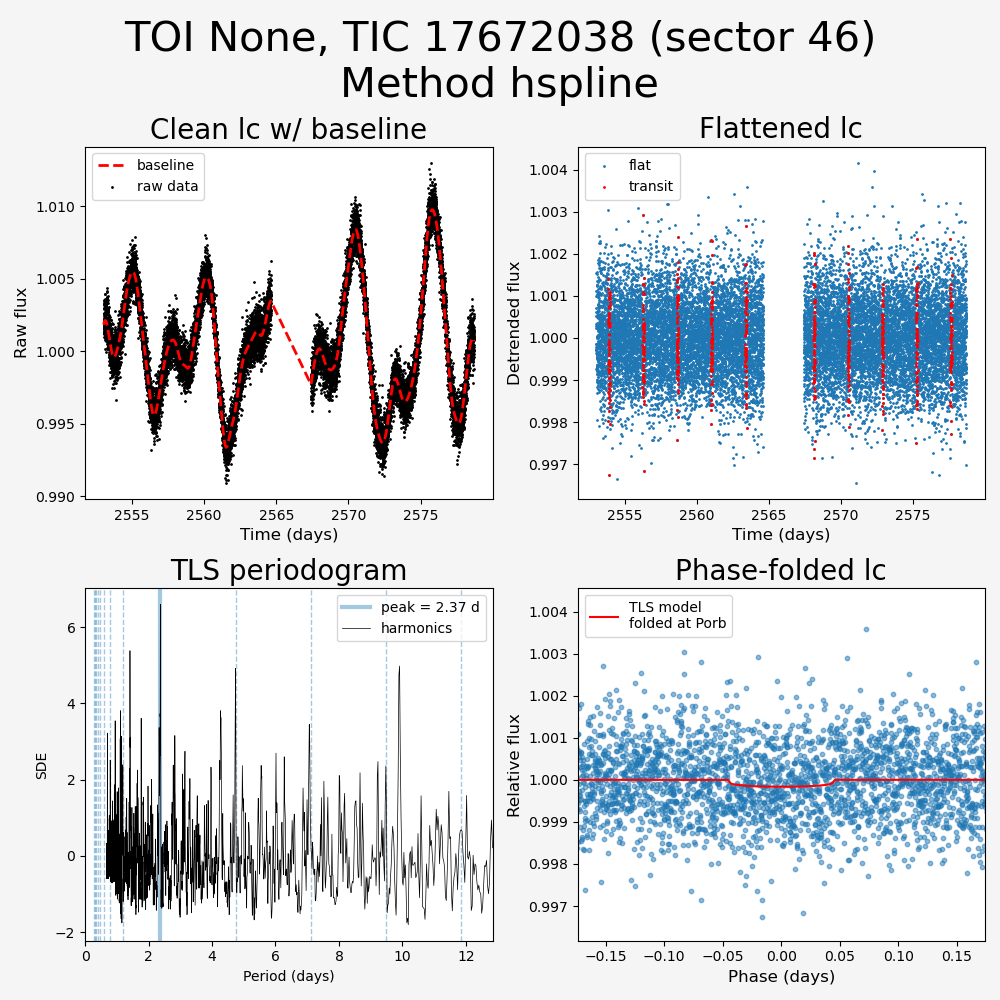 TOI None, TIC 17672038 (sector 46)
Method hspline
Clean lc w/ baseline
baseline
raw data
Raw flux
1.010
1.005
1.000
0.995
0.990
2555
2560
2565
2570
2575
Time (days)
Flattened lc
flat
transit
Detrended flux
1.004
1.003
1.002
1.001
1.000
0.999
0.998
0.997
2555
2560
2565
2570
2575
Time (days)
TLS periodogram
peak = 2.37 d
harmonics
SDE
6
4
2
0
−2
0
2
4
6
8
10
12
Period (days)
Phase-folded lc
TLS model
folded at Porb
Relative flux
1.004
1.003
1.002
1.001
1.000
0.999
0.998
0.997
−0.15
−0.10
−0.05
0.00
0.05
0.10
0.15
Phase (days)